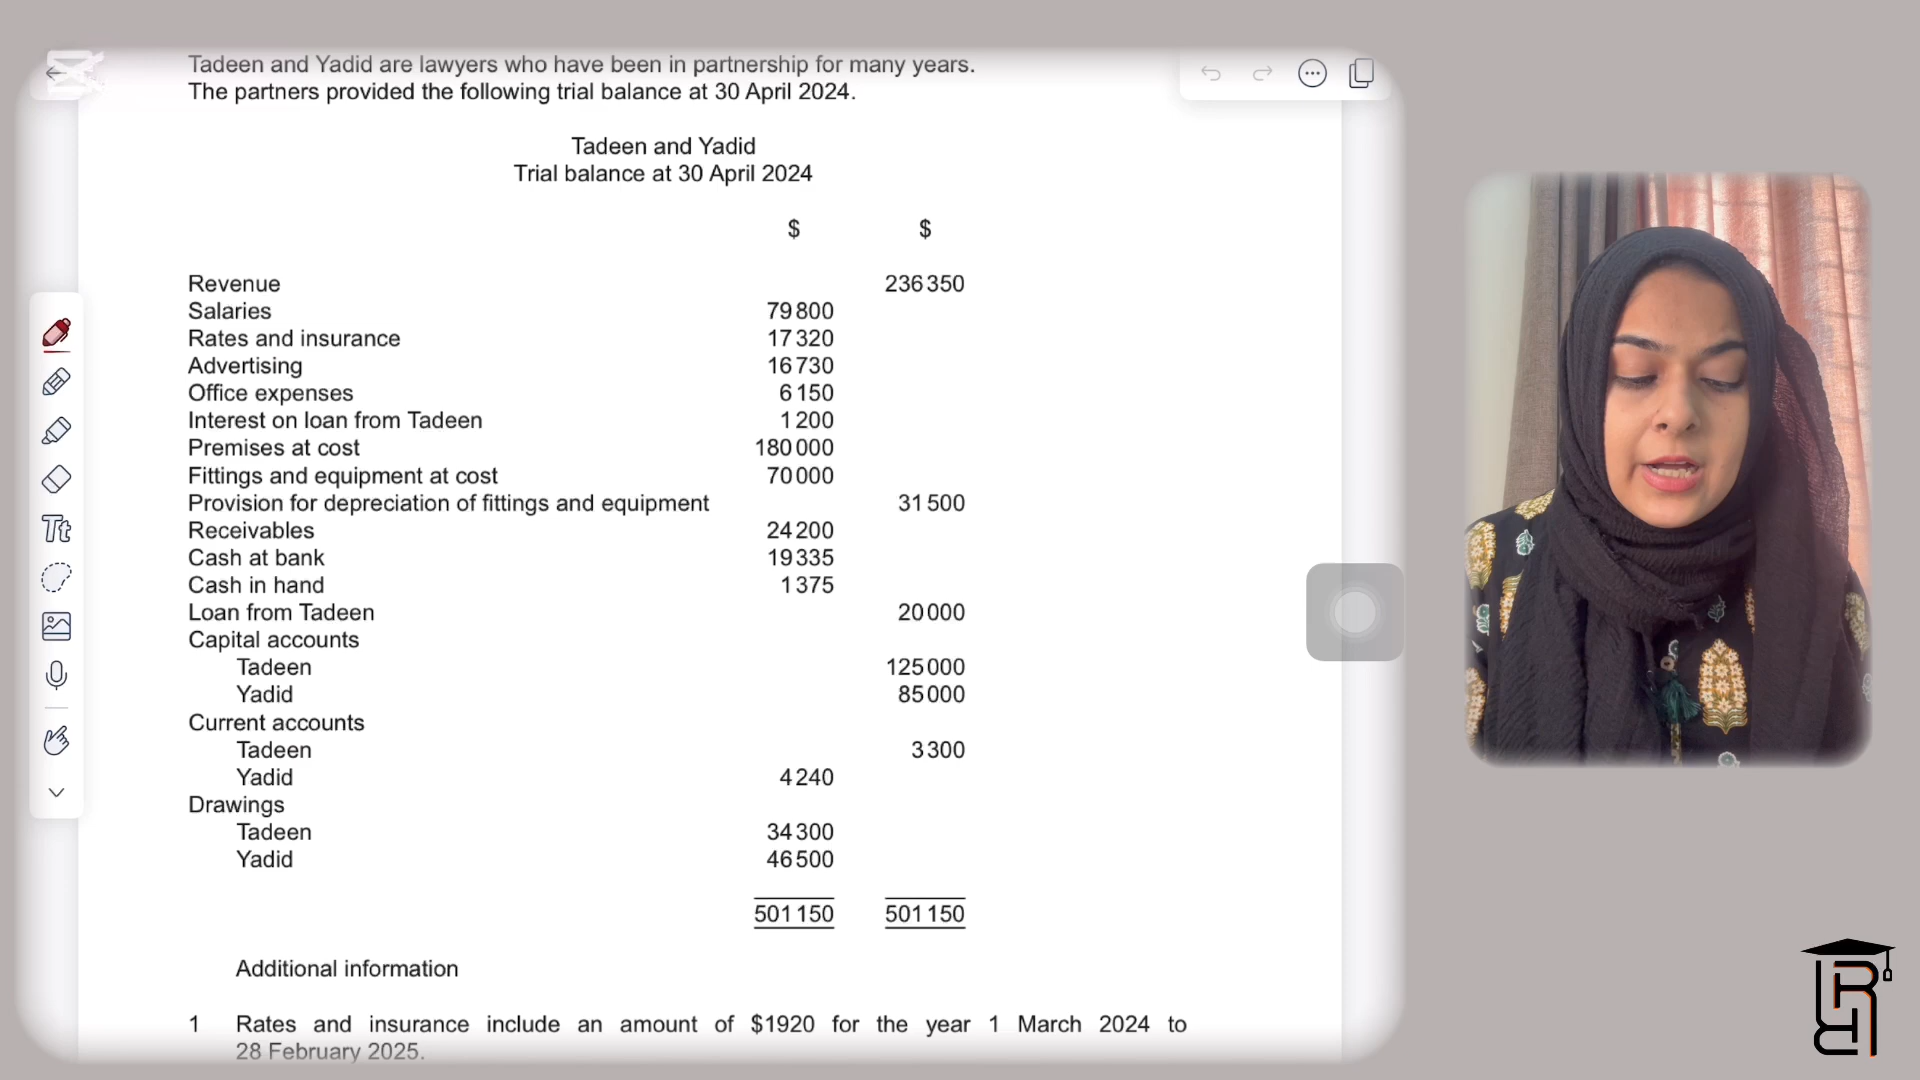 Tadeen and Yadid are lawyers who have been in partnership for many years.
The partners provided the following trial balance at 30 April 2024.
Tadeen and Yadid
Trial balance at 30 April 2024
$ $
Revenue 236 350
Salaries 79 800
Rates and insurance 17 320
Advertising 16 730
Office expenses 6 150
Interest on loan from Tadeen 1 200
Premises at cost 180 000
Fittings and equipment at cost 70 000
Provision for depreciation of fittings and equipment 31 500
Receivables 24 200
Cash at bank 19 335
Cash in hand 1 375
Loan from Tadeen 20 000
Capital accounts
Tadeen 125 000
Yadid 85 000
Current accounts
Tadeen 3 300
Yadid 4 240
Drawings
Tadeen 34 300
Yadid 46 500
501 150 501 150
Additional information
1 Rates and insurance include an amount of $1920 for the year 1 March 2024 to
28 February 2025.
Tt